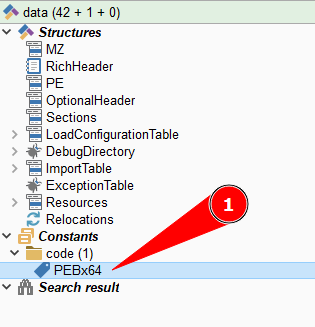 data (42 + 1 + 0)
Structures
MZ
RichHeader
PE
OptionalHeader
Sections
LoadConfigurationTable
DebugDirectory
ImportTable
ExceptionTable
Resources
Relocations
Constants
code (1)
PEBx64
1
Search result